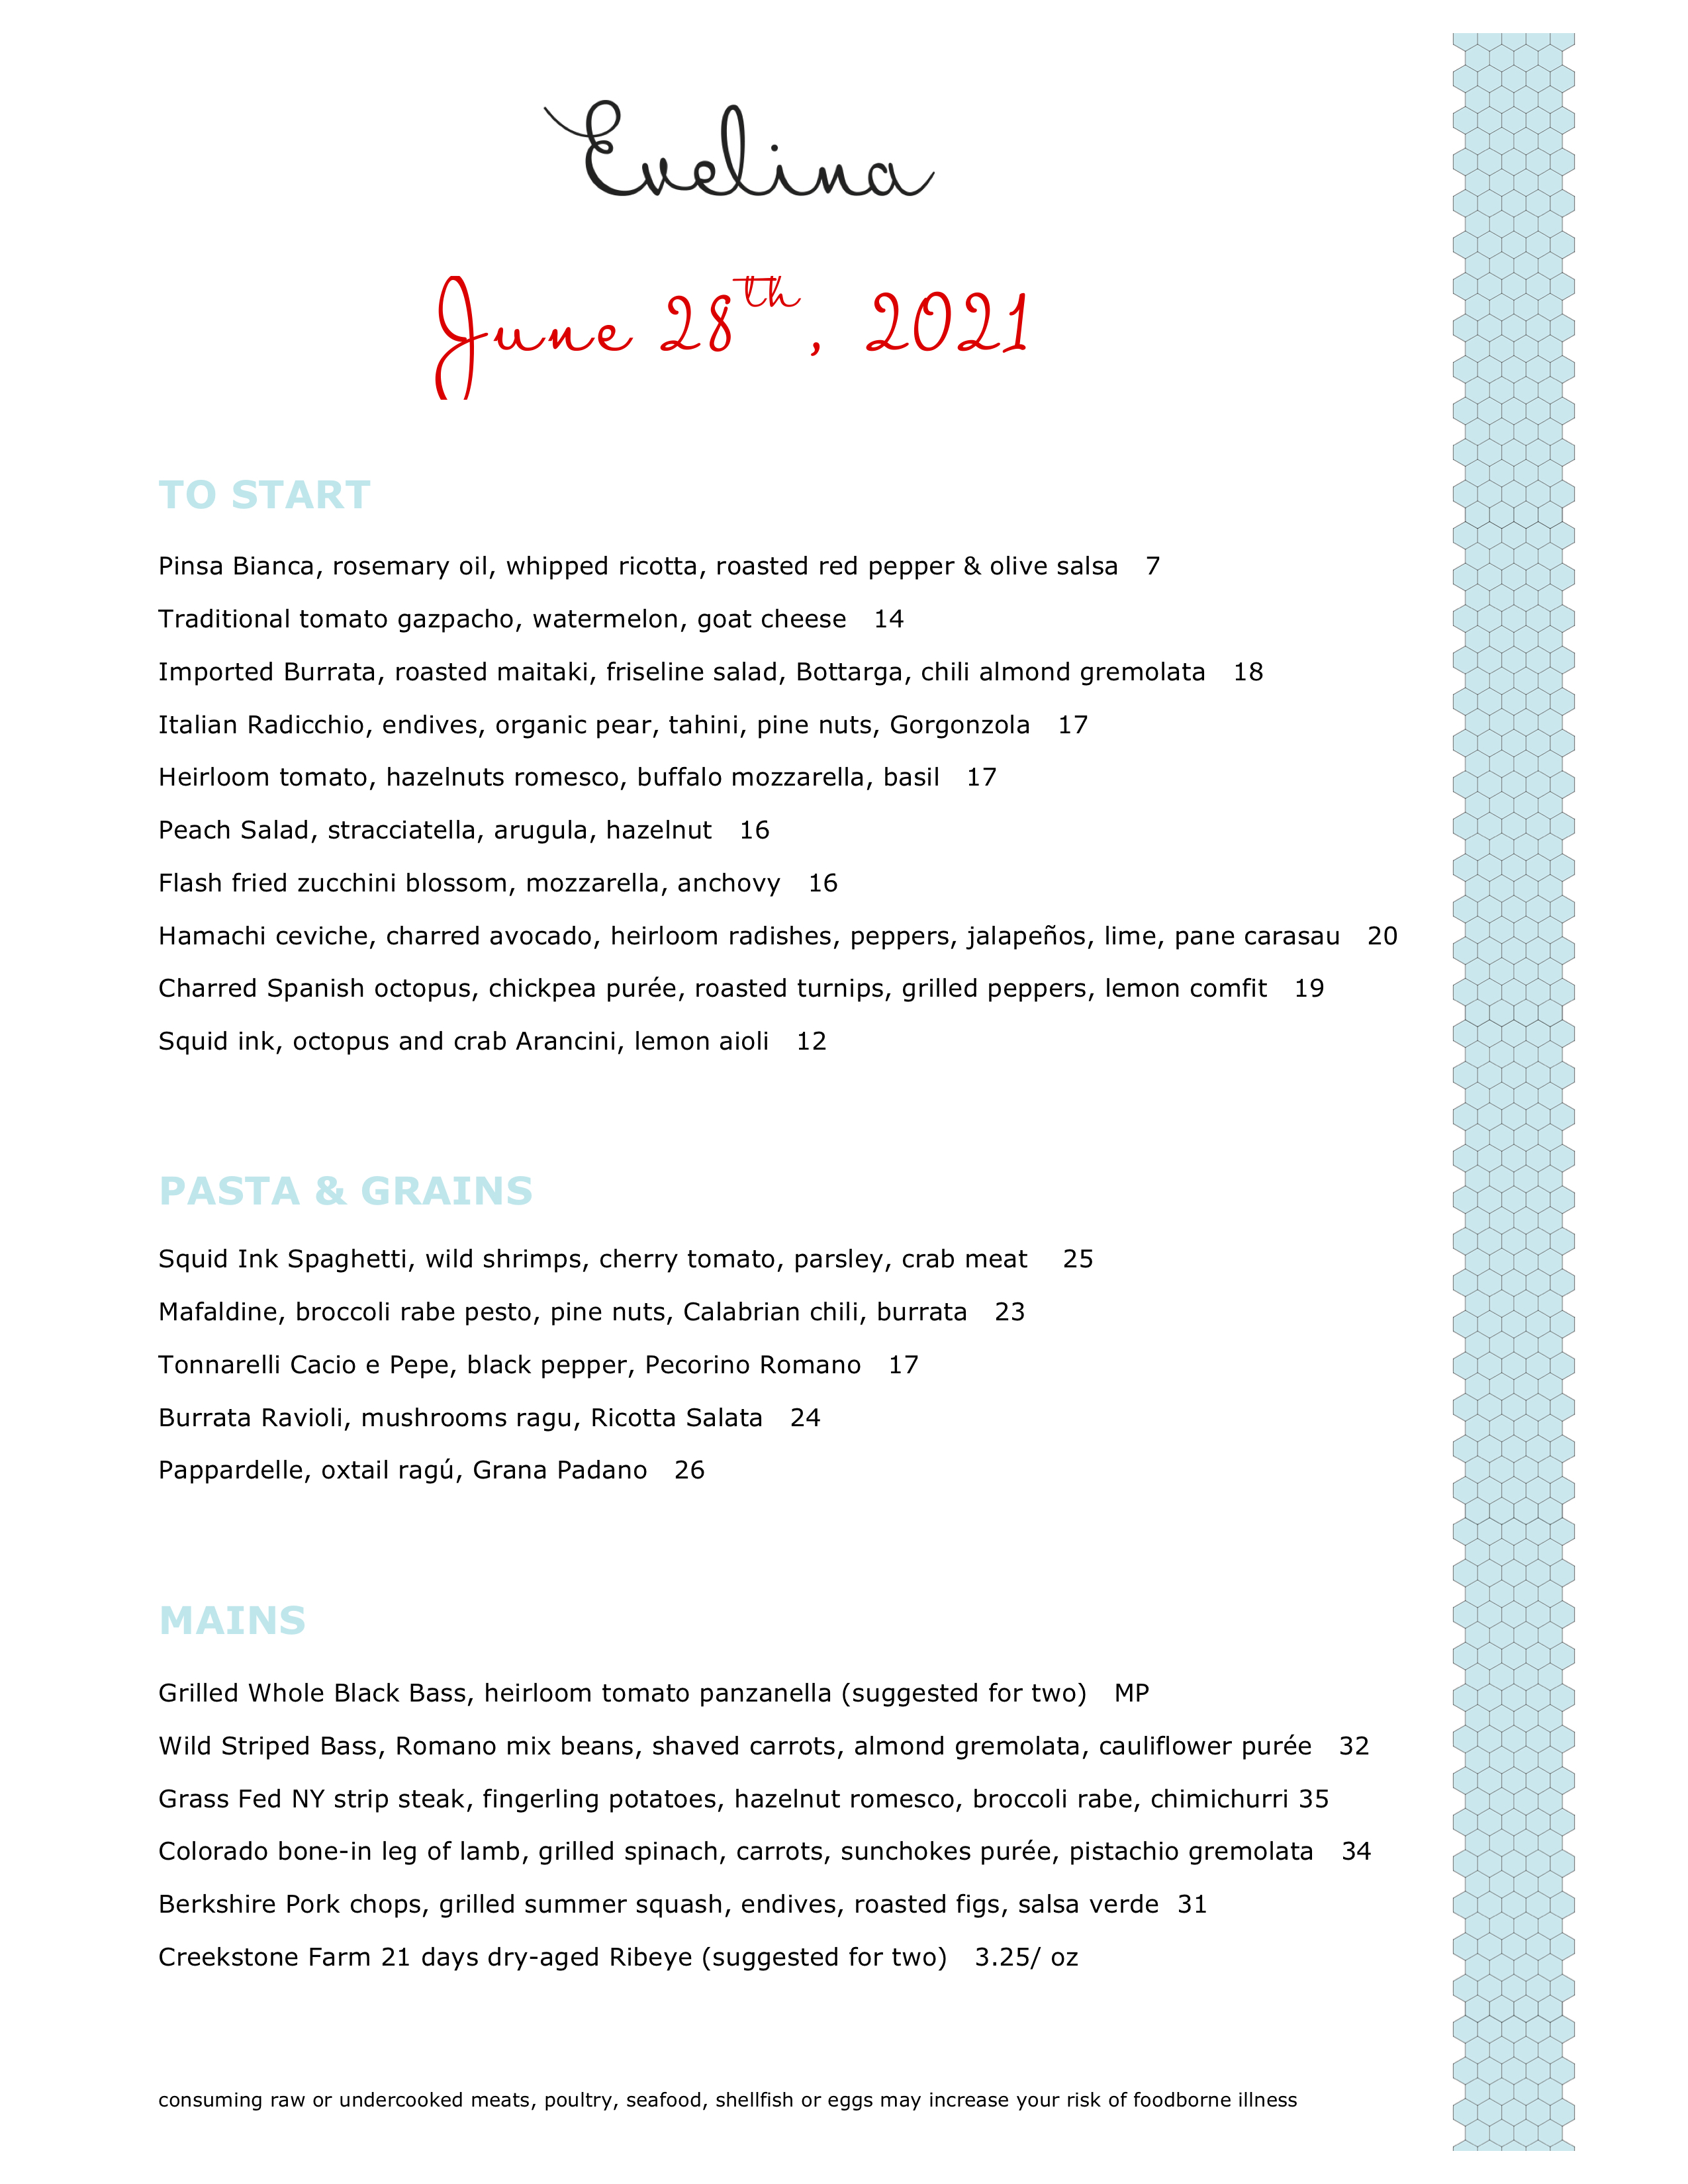 Evelina
June 28th, 2021
TO START
Pinsa Bianca, rosemary oil, whipped ricotta, roasted red pepper & olive salsa 7
Traditional tomato gazpacho, watermelon, goat cheese 14
Imported Burrata, roasted maitaki, friseline salad, Bottarga, chili almond gremolata 18
Italian Radicchio, endives, organic pear, tahini, pine nuts, Gorgonzola 17
Heirloom tomato, hazelnuts romesco, buffalo mozzarella, basil 17
Peach Salad, stracciatella, arugula, hazelnut 16
Flash fried zucchini blossom, mozzarella, anchovy 16
Hamachi ceviche, charred avocado, heirloom radishes, peppers, jalapeños, lime, pane carasau 20
Charred Spanish octopus, chickpea purée, roasted turnips, grilled peppers, lemon comfit 19
Squid ink, octopus and crab Arancini, lemon aioli 12
PASTA & GRAINS
Squid Ink Spaghetti, wild shrimps, cherry tomato, parsley, crab meat 25
Mafaldine, broccoli rabe pesto, pine nuts, Calabrian chili, burrata 23
Tonnarelli Cacio e Pepe, black pepper, Pecorino Romano 17
Burrata Ravioli, mushrooms ragu, Ricotta Salata 24
Pappardelle, oxtail ragú, Grana Padano 26
MAINS
Grilled Whole Black Bass, heirloom tomato panzanella (suggested for two) MP
Wild Striped Bass, Romano mix beans, shaved carrots, almond gremolata, cauliflower purée 32
Grass Fed NY strip steak, fingerling potatoes, hazelnut romesco, broccoli rabe, chimichurri 35
Colorado bone-in leg of lamb, grilled spinach, carrots, sunchokes purée, pistachio gremolata 34
Berkshire Pork chops, grilled summer squash, endives, roasted figs, salsa verde 31
Creekstone Farm 21 days dry-aged Ribeye (suggested for two) 3.25/ oz
consuming raw or undercooked meats, poultry, seafood, shellfish or eggs may increase your risk of foodborne illness